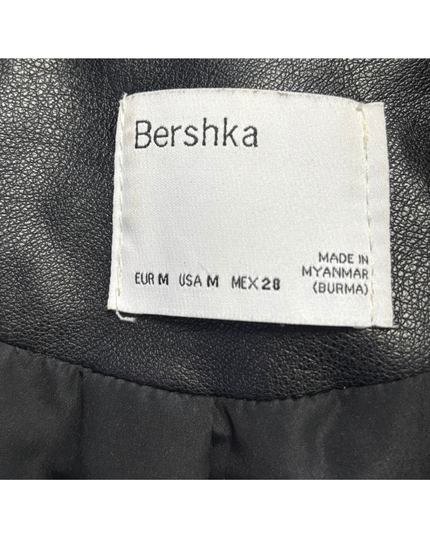 Bershka
MADE IN
MYANMAR
(BURMA)
EUR M USA M MEX 28